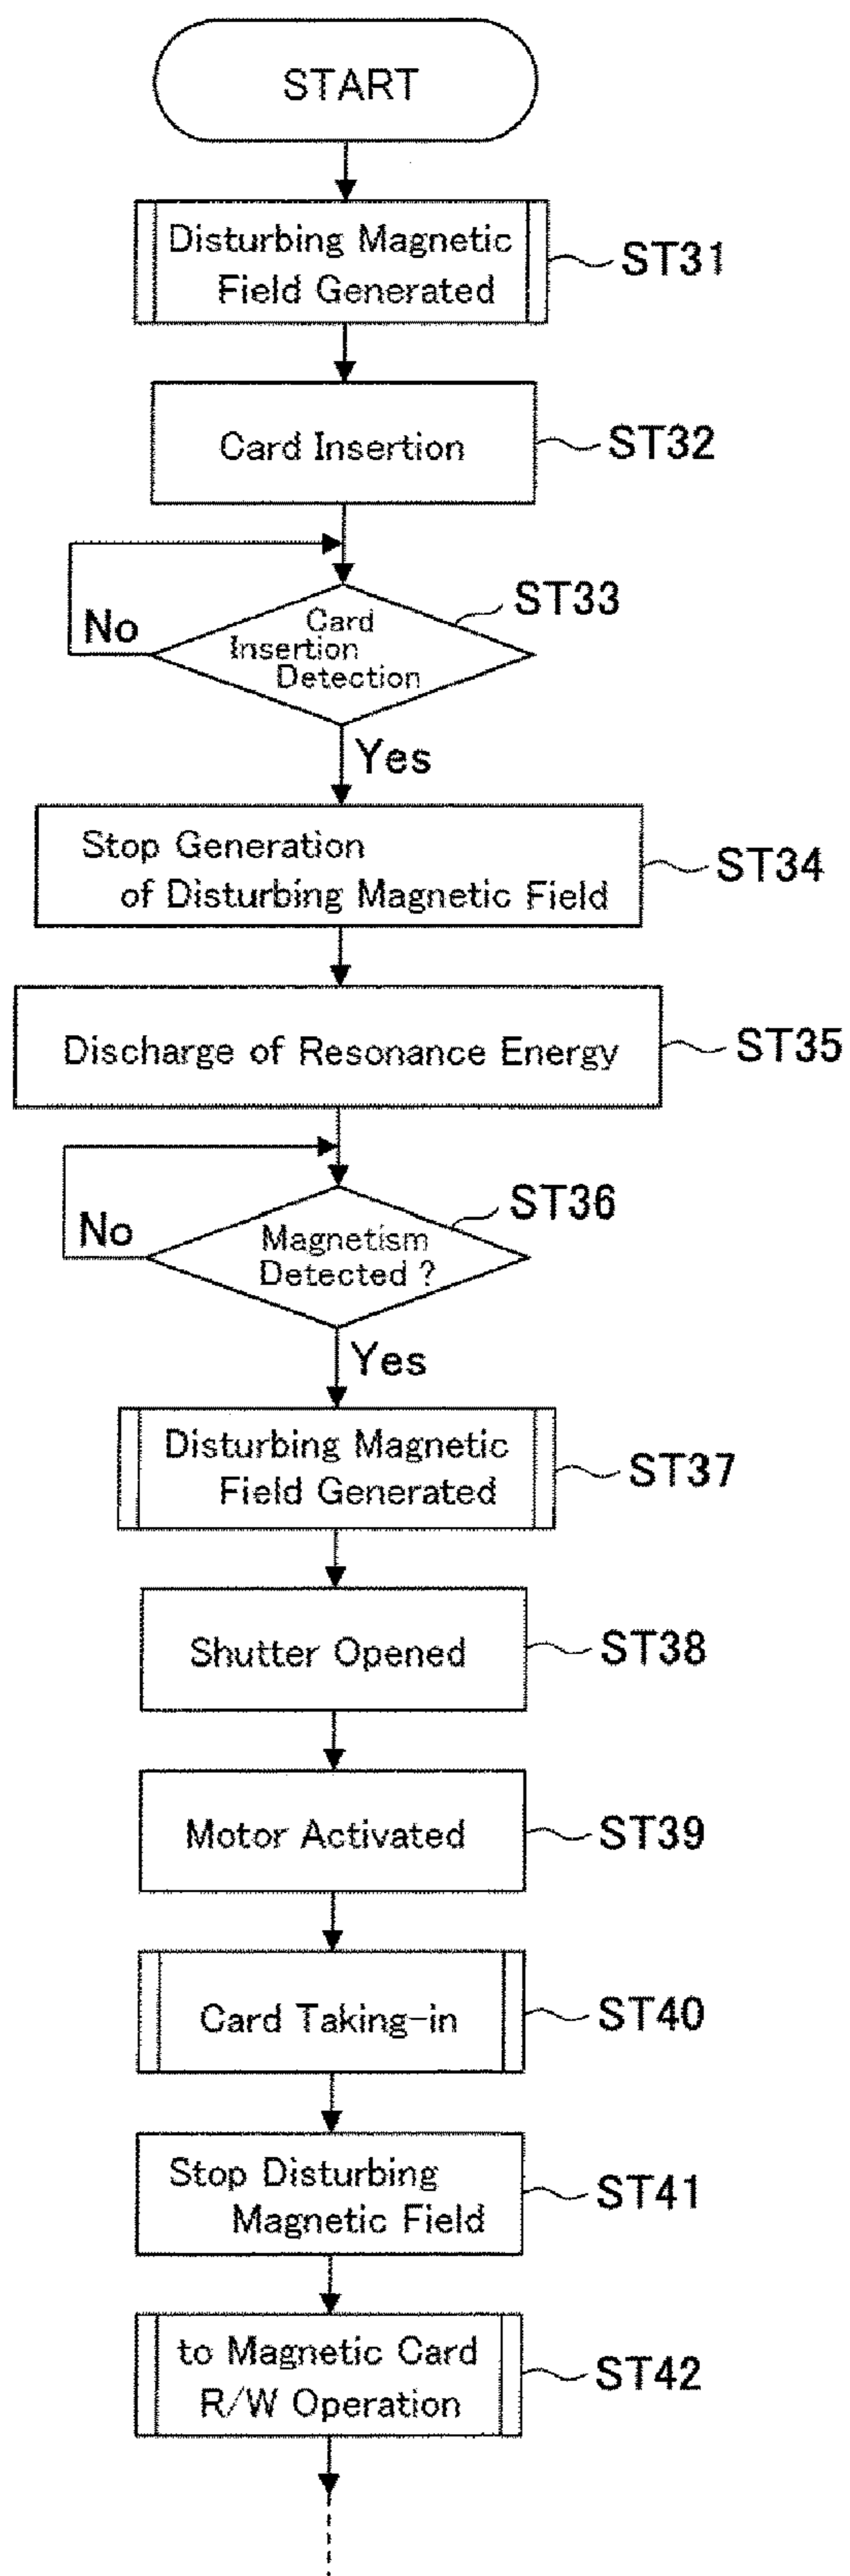 START
Disturbing Magnetic
Field Generated
ST31
Card Insertion
ST32
Card
Insertion
Detection
ST33
No
Yes
Stop Generation
of Disturbing Magnetic Field
ST34
Discharge of Resonance Energy
ST35
Magnetism
Detected ?
ST36
No
Yes
Disturbing Magnetic
Field Generated
ST37
Shutter Opened
ST38
Motor Activated
ST39
Card Taking-in
ST40
Stop Disturbing
Magnetic Field
ST41
to Magnetic Card
R/W Operation
ST42